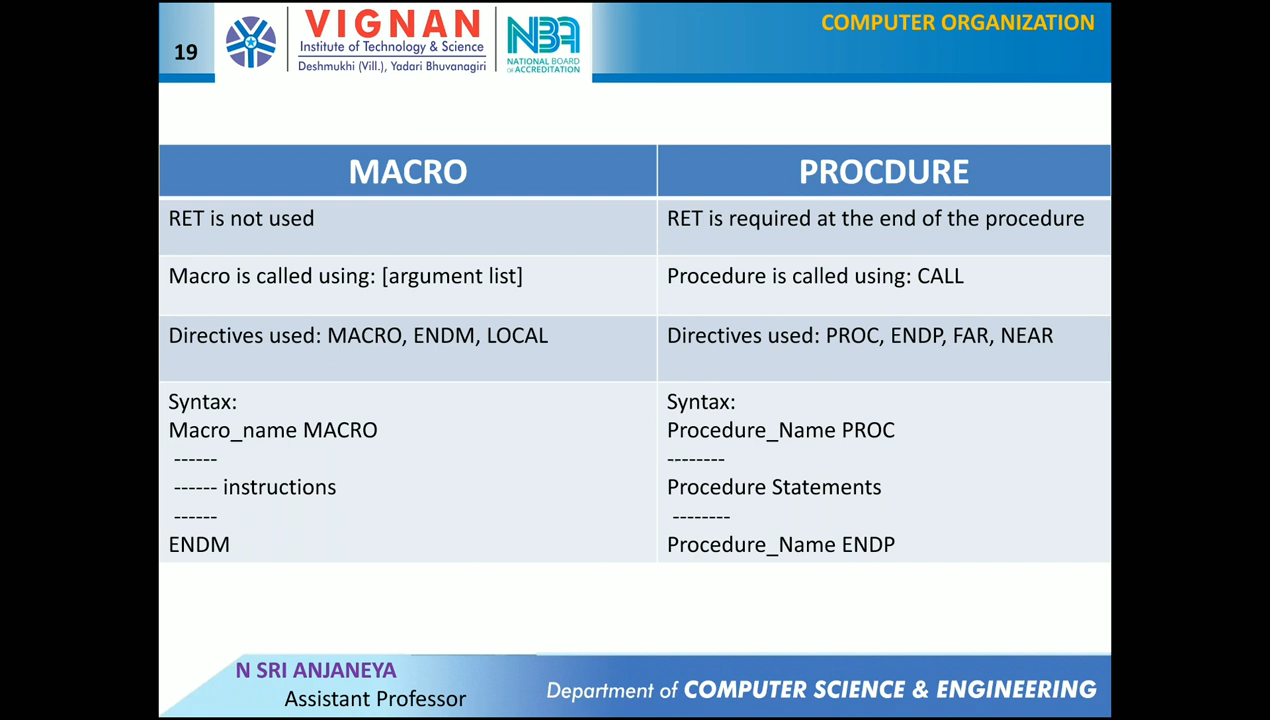 19
VIGNAN
Institute of Technology & Science
Deshmukhi (Vill.), Yadari Bhuvanagiri
NBA
NATIONAL BOARD
OF ACCREDITATION
COMPUTER ORGANIZATION
MACRO
PROCDURE
RET is not used
RET is required at the end of the procedure
Macro is called using: [argument list]
Procedure is called using: CALL
Directives used: MACRO, ENDM, LOCAL
Directives used: PROC, ENDP, FAR, NEAR
Syntax:
Macro_name MACRO
------
------ instructions
------
ENDM
Syntax:
Procedure_Name PROC
--------
Procedure Statements
--------
Procedure_Name ENDP
N SRI ANJANEYA
Assistant Professor
Department of COMPUTER SCIENCE & ENGINEERING